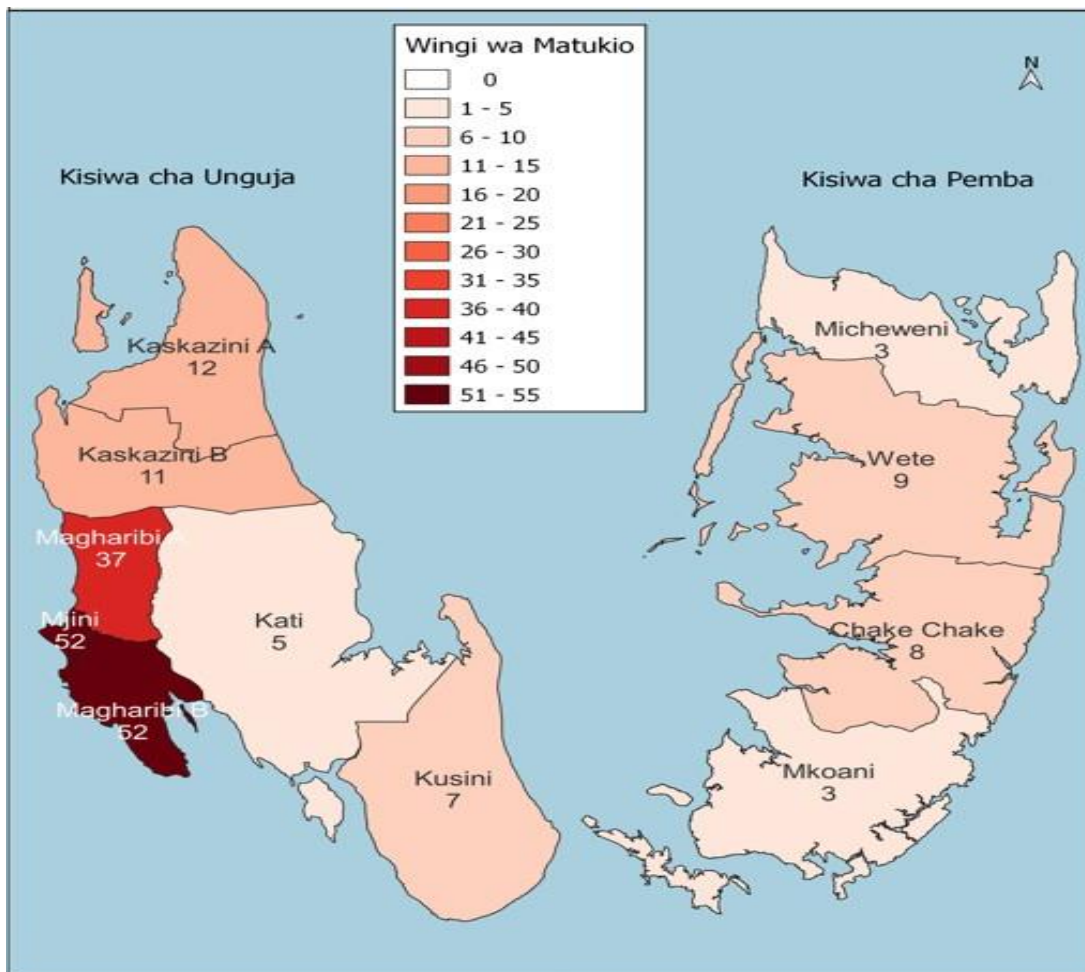 Wingi wa Matukio
0
1 - 5
6 - 10
11 - 15
16 - 20
21 - 25
26 - 30
31 - 35
36 - 40
41 - 45
46 - 50
51 - 55
N
Kisiwa cha Unguja
Kisiwa cha Pemba
Kaskazini A
12
Kaskazini B
11
Magharibi A
37
Mjini
52
Magharibi B
52
Kati
5
Kusini
7
Micheweni
3
Wete
9
Chake Chake
8
Mkoani
3